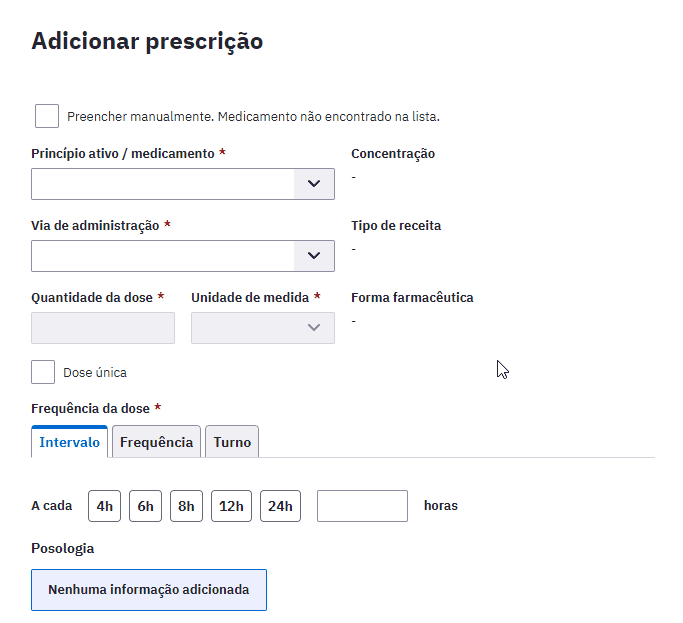 Adicionar prescrição
Preencher manualmente. Medicamento não encontrado na lista.
Princípio ativo / medicamento * Concentração
-
Via de administração * Tipo de receita
-
Quantidade da dose * Unidade de medida * Forma farmacêutica
-
Dose única
Frequência da dose *
Intervalo Frequência Turno
A cada 4h 6h 8h 12h 24h horas
Posologia
Nenhuma informação adicionada